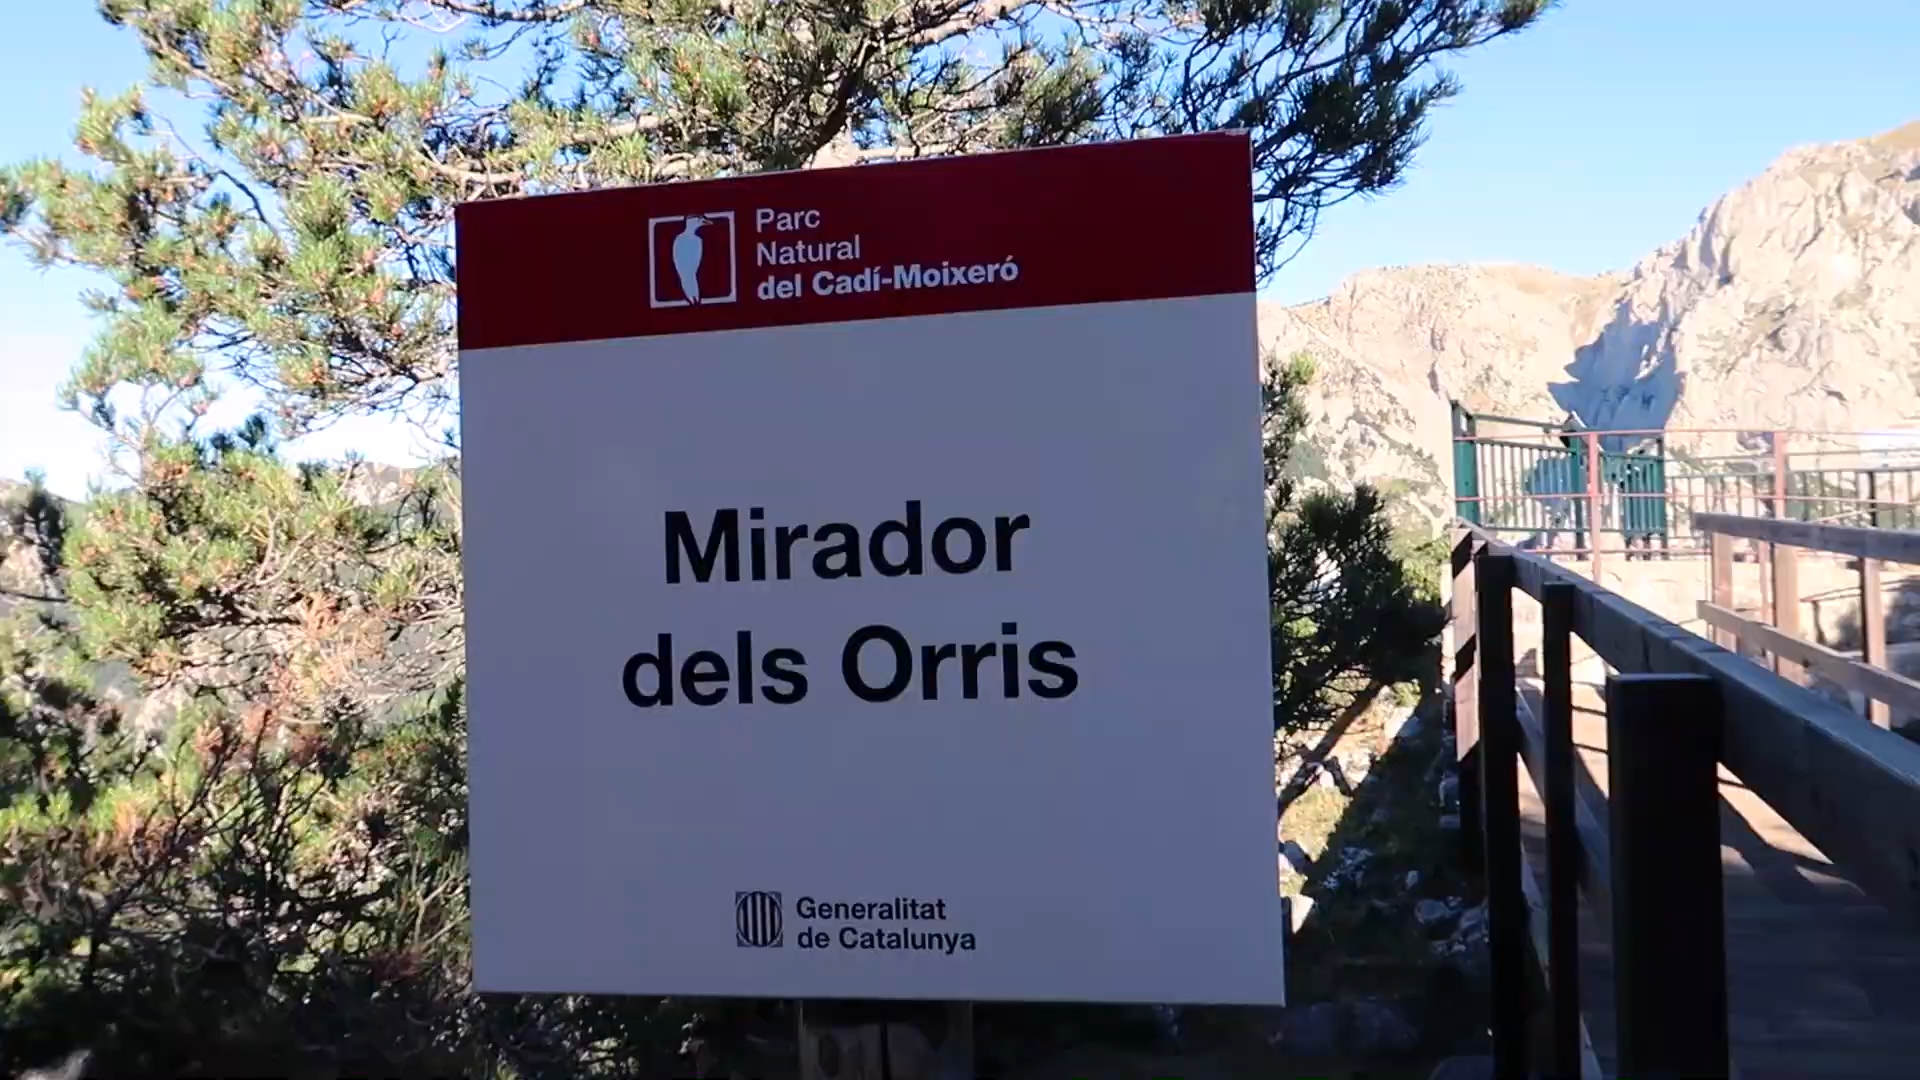 Parc
Natural
del Cadí-Moixeró
Mirador
dels Orris
Generalitat
de Catalunya